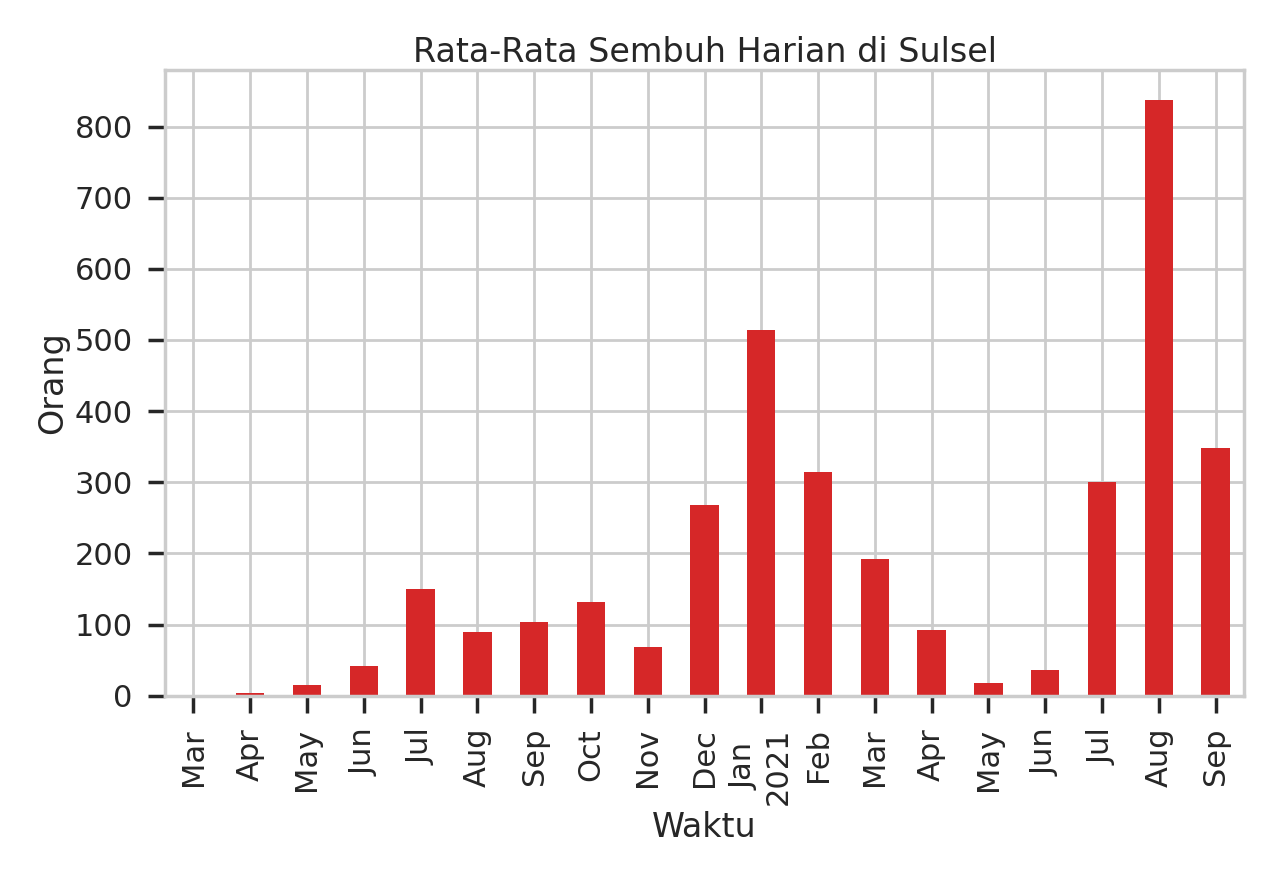 Rata-Rata Sembuh Harian di Sulsel
Orang
800
700
600
500
400
300
200
100
0
Mar
Apr
May
Jun
Jul
Aug
Sep
Oct
Nov
Dec
Jan
2021
Feb
Mar
Apr
May
Jun
Jul
Aug
Sep
Waktu